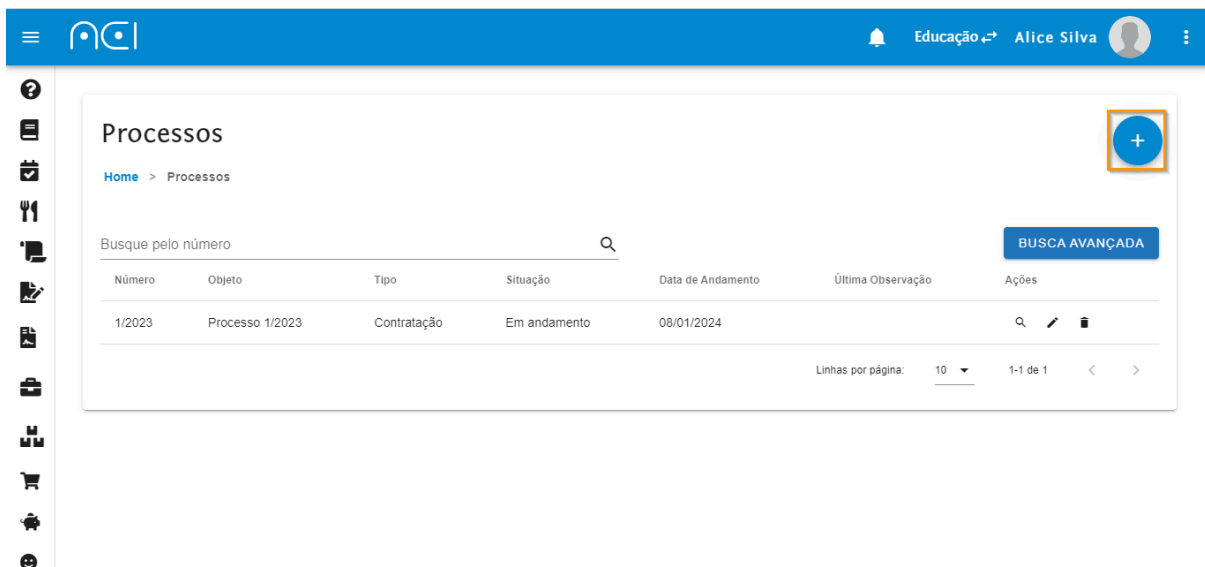 ACI
Educação Alice Silva
Processos
Home > Processos
Busque pelo número
BUSCA AVANÇADA
Número Objeto Tipo Situação Data de Andamento Última Observação Ações
1/2023 Processo 1/2023 Contratação Em andamento 08/01/2024
Linhas por página: 10 1-1 de 1